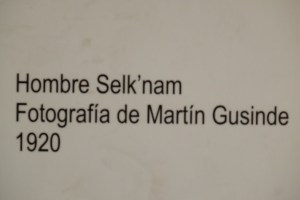 Hombre Selk’nam
Fotografía de Martín Gusinde
1920